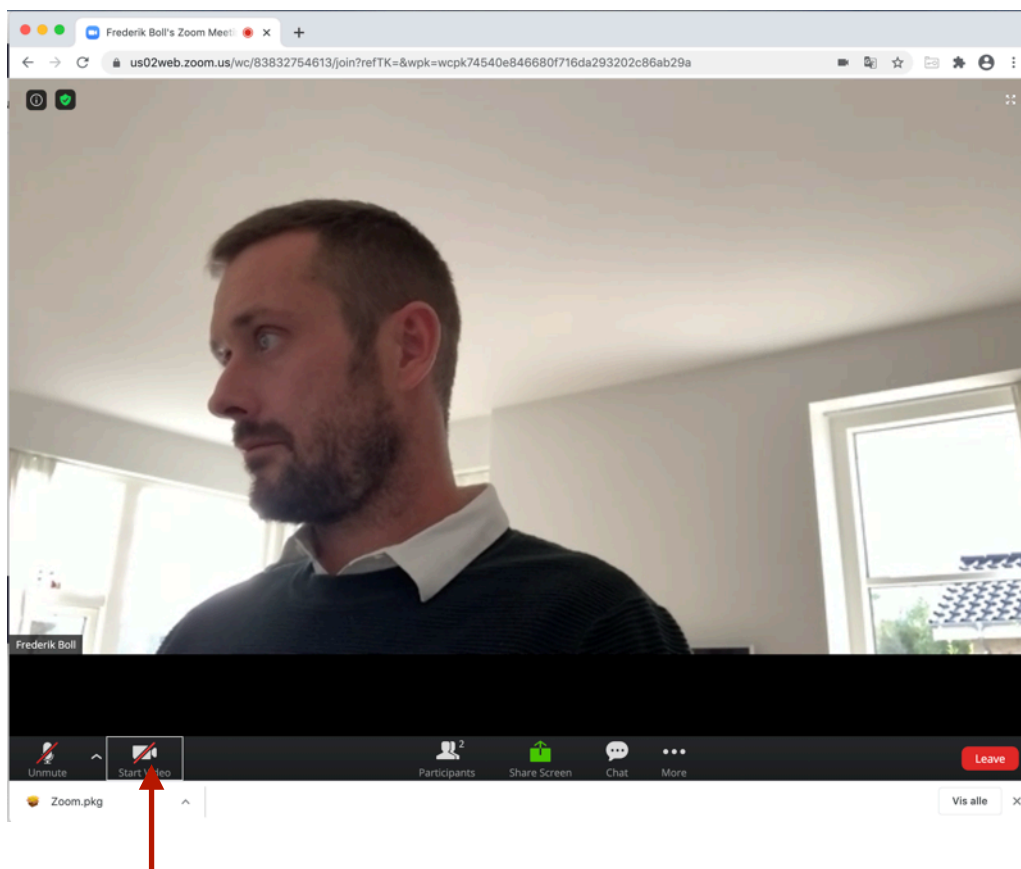 Frederik Boll's Zoom Meeti
us02web.zoom.us/wc/83832754613/join?refTK=&wpk=wcpk74540e846680f716da293202c86ab29a
Frederik Boll
Unmute
Start Video
Participants 2
Share Screen
Chat
More
Leave
Zoom.pkg
Vis alle